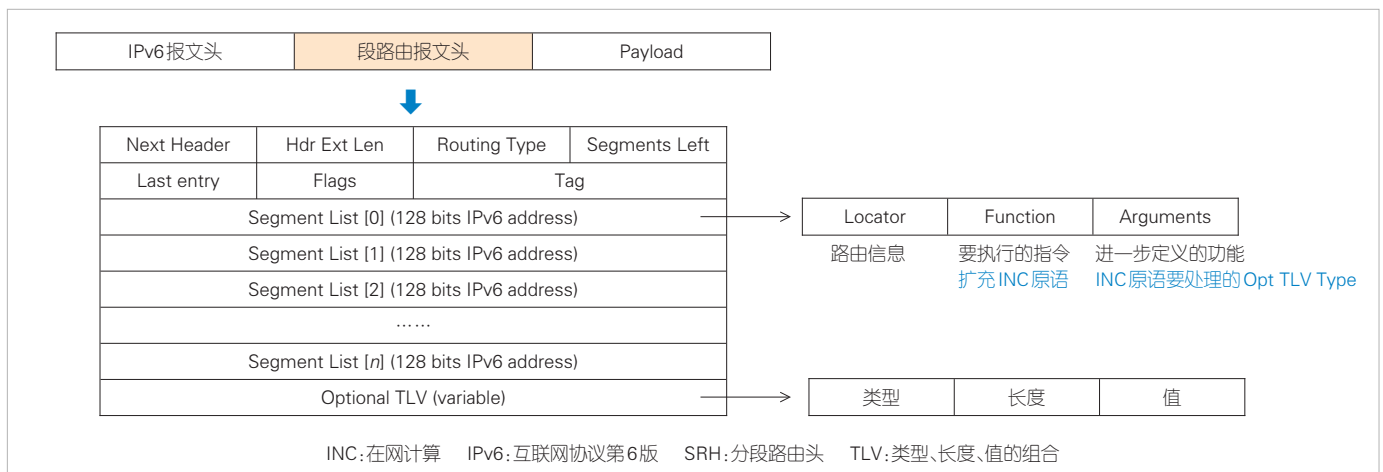 IPv6报文头 段路由报文头 Payload
Next Header Hdr Ext Len Routing Type Segments Left
Last entry Flags Tag
Segment List [0] (128 bits IPv6 address) Locator Function Arguments
Segment List [1] (128 bits IPv6 address) 路由信息 要执行的指令 进一步定义的功能
Segment List [2] (128 bits IPv6 address) 扩充INC原语 INC原语要处理的Opt TLV Type
……
Segment List [n] (128 bits IPv6 address)
Optional TLV (variable) 类型 长度 值
INC:在网计算 IPv6:互联网协议第6版 SRH:分段路由头 TLV:类型、长度、值的组合